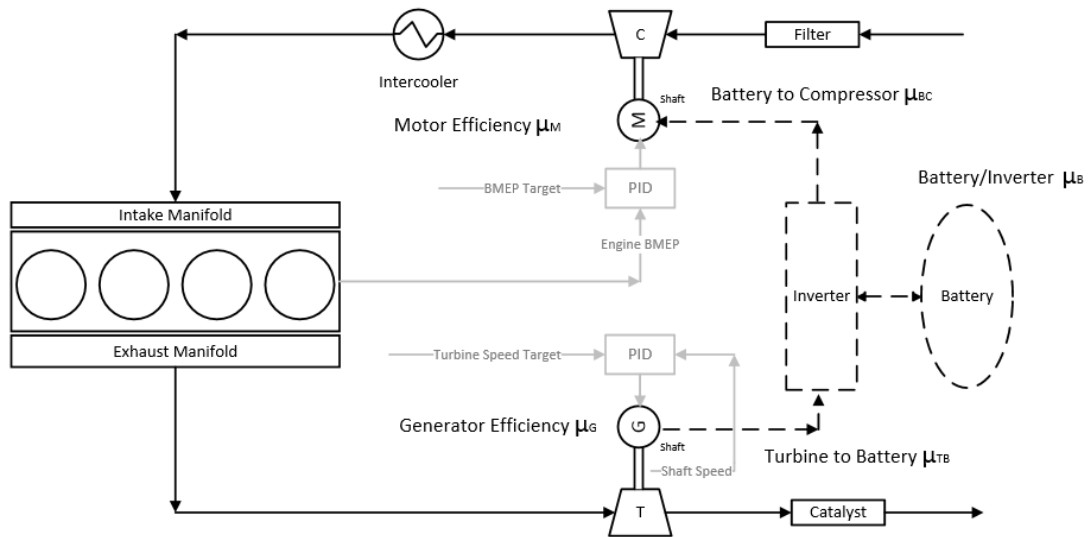 C
Filter
Intercooler
Shaft
Battery to Compressor μBC
M
Motor Efficiency μM
BMEP Target
PID
Battery/Inverter μB
Intake Manifold
Engine BMEP
Inverter
Battery
Exhaust Manifold
Turbine Speed Target
PID
Generator Efficiency μG
G
Shaft
Turbine to Battery μTB
Shaft Speed
T
Catalyst